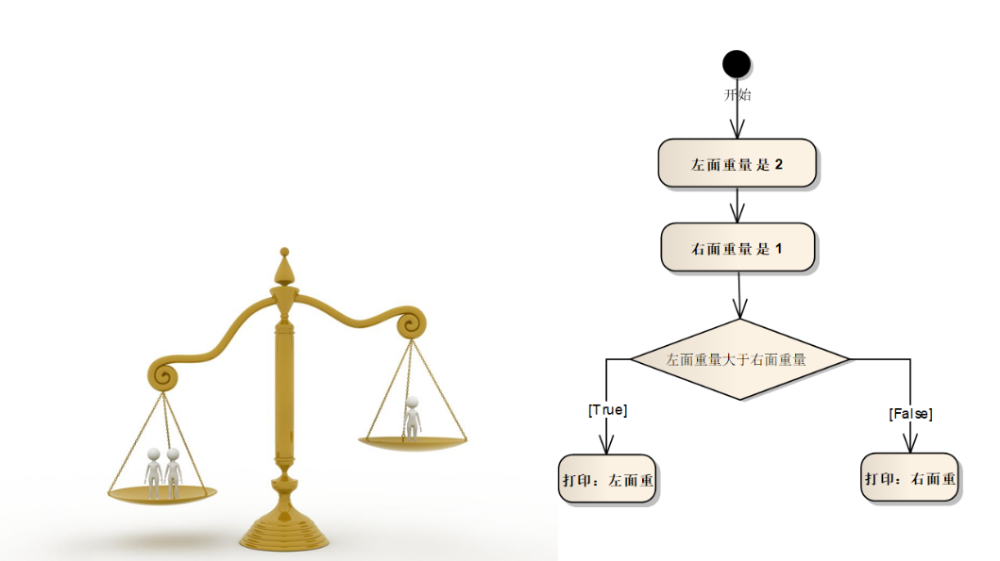 开始
左面重量是 2
右面重量是 1
左面重量大于右面重量
[True]
[False]
打印：左面重
打印：右面重